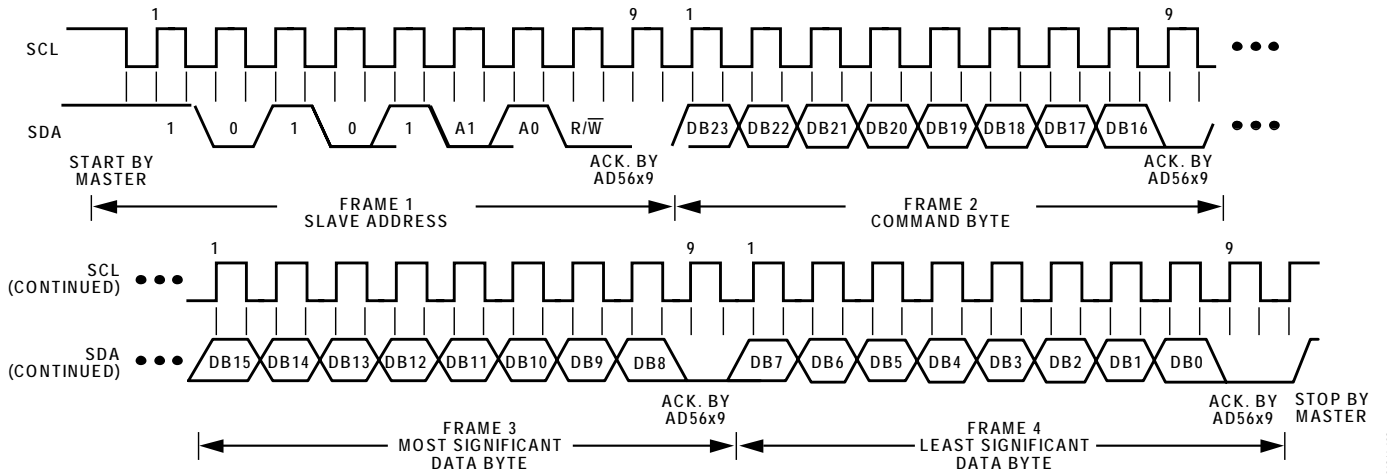 1 9 1 9
SCL
SDA 1 0 1 0 1 A1 A0 R/W̅ DB23 DB22 DB21 DB20 DB19 DB18 DB17 DB16
START BY
MASTER
ACK. BY
AD56x9
ACK. BY
AD56x9
FRAME 1
SLAVE ADDRESS
FRAME 2
COMMAND BYTE
1 9 1 9
SCL
(CONTINUED)
SDA
(CONTINUED)
DB15 DB14 DB13 DB12 DB11 DB10 DB9 DB8 DB7 DB6 DB5 DB4 DB3 DB2 DB1 DB0
ACK. BY
AD56x9
ACK. BY
AD56x9
STOP BY
MASTER
FRAME 3
MOST SIGNIFICANT
DATA BYTE
FRAME 4
LEAST SIGNIFICANT
DATA BYTE